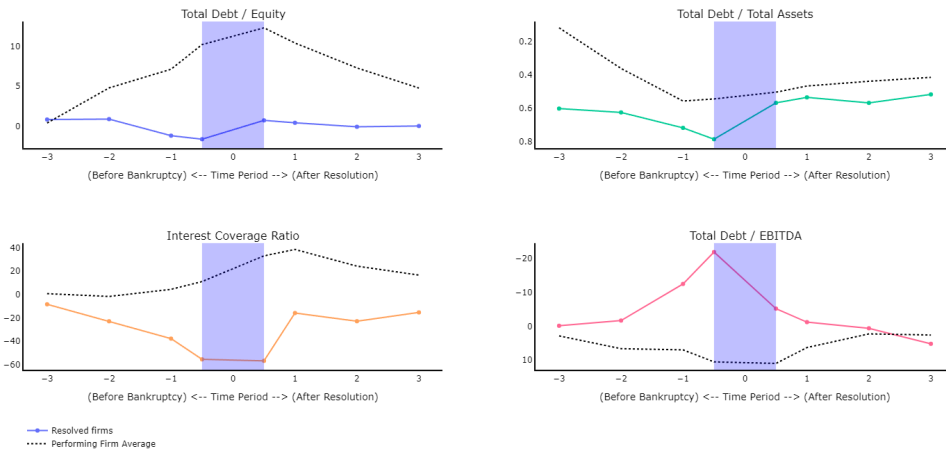 Total Debt / Equity
10
5
0
−3 −2 −1 0 1 2 3
(Before Bankruptcy) <-- Time Period --> (After Resolution)
Total Debt / Total Assets
0.2
0.4
0.6
0.8
−3 −2 −1 0 1 2 3
(Before Bankruptcy) <-- Time Period --> (After Resolution)
Interest Coverage Ratio
40
20
0
−20
−40
−60
−3 −2 −1 0 1 2 3
(Before Bankruptcy) <-- Time Period --> (After Resolution)
Total Debt / EBITDA
−20
−10
0
10
−3 −2 −1 0 1 2 3
(Before Bankruptcy) <-- Time Period --> (After Resolution)
Resolved firms
Performing Firm Average